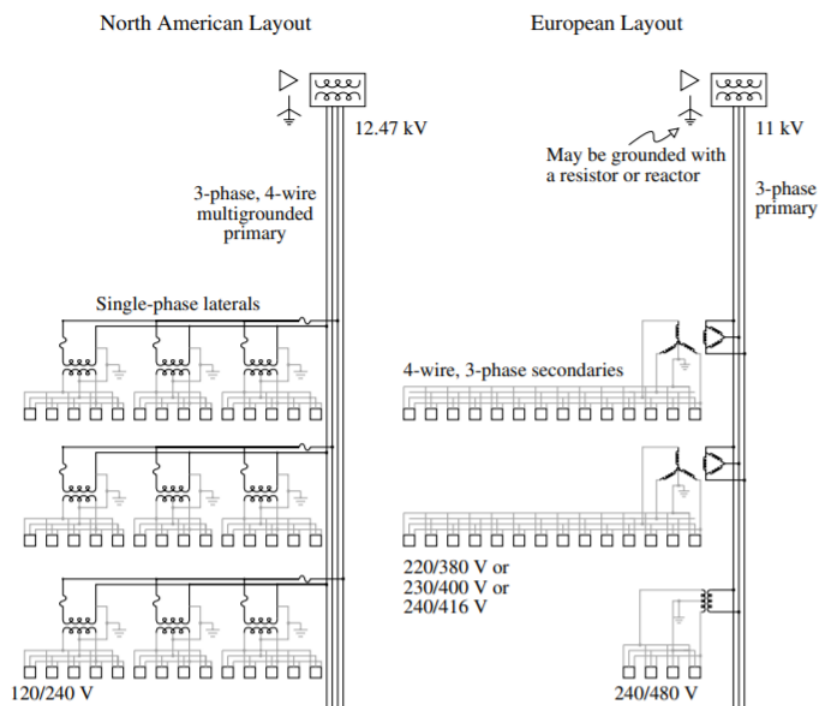 North American Layout
European Layout
12.47 kV
11 kV
May be grounded with
a resistor or reactor
3-phase, 4-wire
multigrounded
primary
3-phase
primary
Single-phase laterals
4-wire, 3-phase secondaries
220/380 V or
230/400 V or
240/416 V
120/240 V
240/480 V